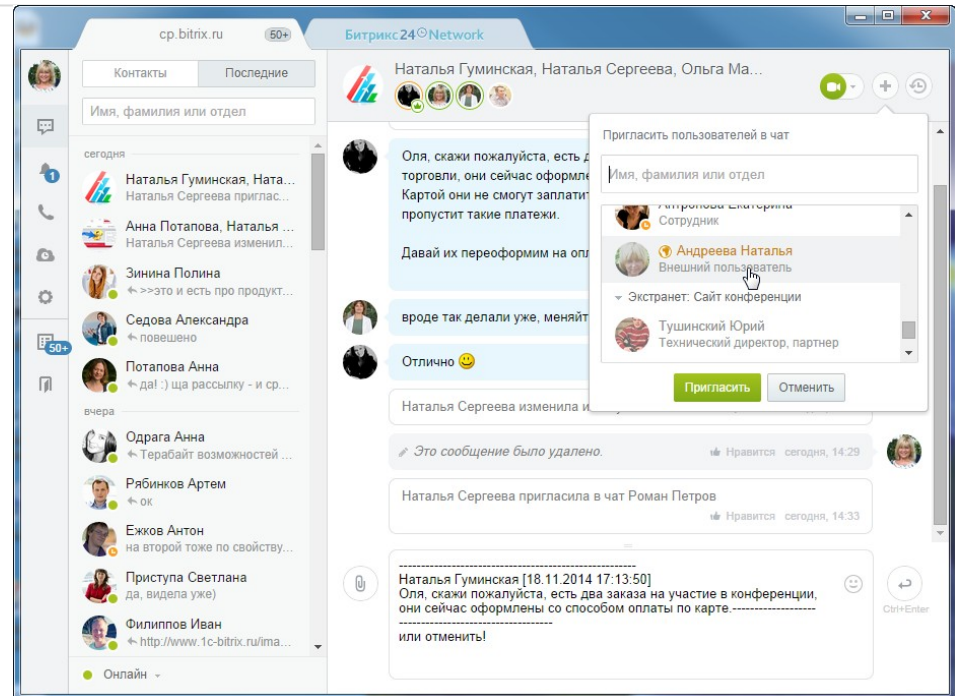 cp.bitrix.ru
50+
Битрикс24 Network
Контакты
Последние
Имя, фамилия или отдел
сегодня
Наталья Гуминская, Ната...
Наталья Сергеева приглас...
Анна Потапова, Наталья ...
Наталья Сергеева изменил...
Зинина Полина
>>это и есть про продукт...
Седова Александра
повешено
Потапова Анна
да! :) ща рассылку - и ср...
вчера
Одрага Анна
Терабайт возможностей ...
Рябинков Артем
ок
Ежков Антон
на второй тоже по свойству...
Приступа Светлана
да, видела уже)
Филиппов Иван
http://www.1c-bitrix.ru/ima...
Онлайн
1
50+
Наталья Гуминская, Наталья Сергеева, Ольга Ма...
Оля, скажи пожалуйста, есть
торговли, они сейчас
Картой они не смогут
пропустит такие платежи.
Давай их переоформим на
вроде так делали уже,
Отлично
Наталья Сергеева изменила
Это сообщение было удалено.
Нравится сегодня, 14:29
Наталья Сергеева пригласила в чат Роман Петров
Нравится сегодня, 14:33
Пригласить пользователей в чат
Имя, фамилия или отдел
Антропова Екатерина
Сотрудник
Андреева Наталья
Внешний пользователь
Экстранет: Сайт конференции
Тушинский Юрий
Технический директор, партнер
Пригласить
Отменить
------------------------------------------------------
Наталья Гуминская [18.11.2014 17:13:50]
Оля, скажи пожалуйста, есть два заказа на участие в конференции,
они сейчас оформлены со способом оплаты по карте.-------------------
-----------------------------------
или отменить!
Ctrl+Enter